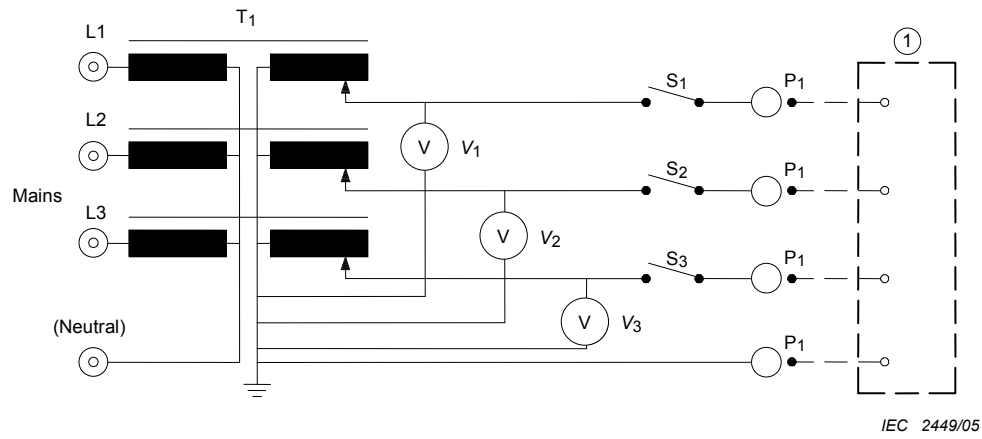 T1
L1
1
S1
P1
V
V1
L2
S2
P1
Mains
L3
V
V2
S3
P1
(Neutral)
V
V3
P1
IEC 2449/05